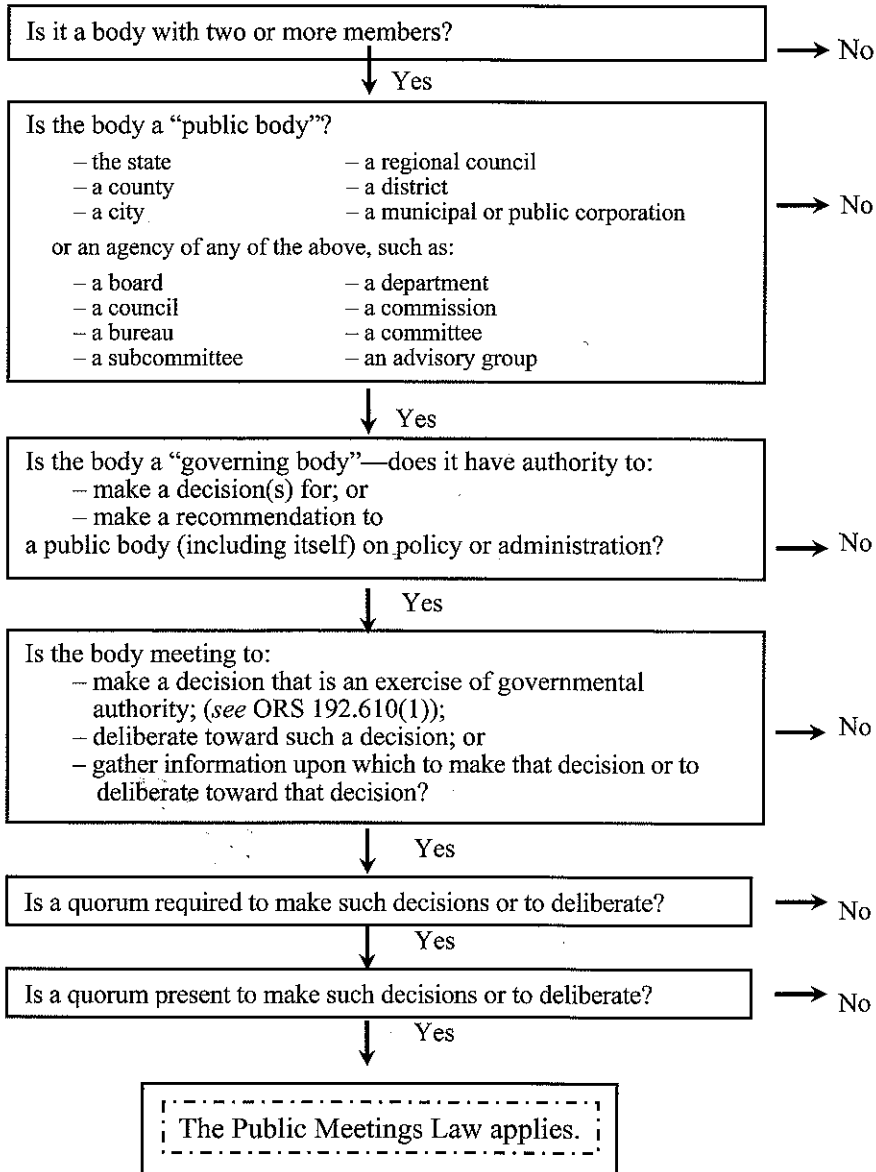 Is it a body with two or more members?
No
Yes
Is the body a “public body”?
– the state – a regional council
– a county – a district
– a city – a municipal or public corporation
No
or an agency of any of the above, such as:
– a board – a department
– a council – a commission
– a bureau – a committee
– a subcommittee – an advisory group
Yes
Is the body a “governing body”—does it have authority to:
– make a decision(s) for; or
– make a recommendation to
a public body (including itself) on policy or administration?
No
Yes
Is the body meeting to:
– make a decision that is an exercise of governmental
authority; (see ORS 192.610(1));
– deliberate toward such a decision; or
No
– gather information upon which to make that decision or to
deliberate toward that decision?
Yes
Is a quorum required to make such decisions or to deliberate?
No
Yes
Is a quorum present to make such decisions or to deliberate?
No
Yes
The Public Meetings Law applies.